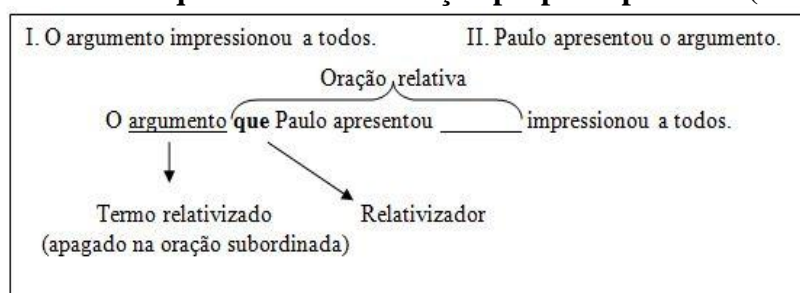 I. O argumento impressionou a todos. II. Paulo apresentou o argumento.
Oração relativa
O argumento que Paulo apresentou ________ impressionou a todos.
Termo relativizado Relativizador
(apagado na oração subordinada)